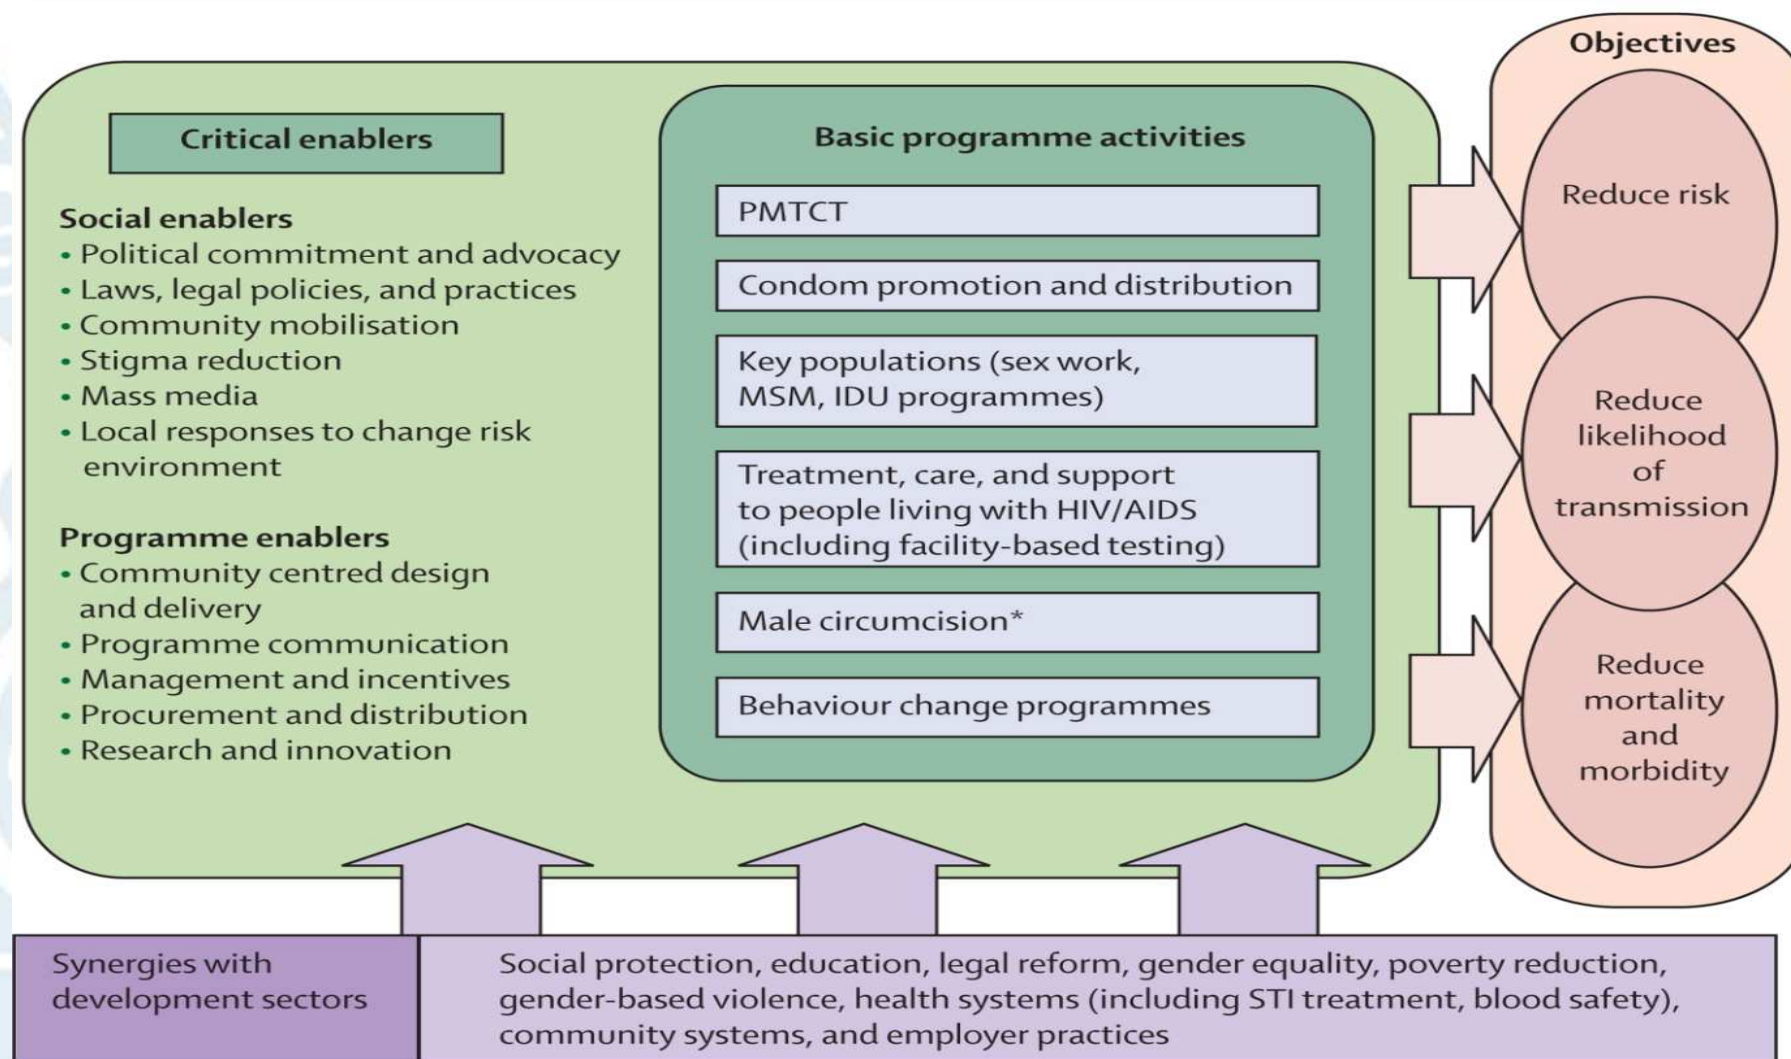 Critical enablers
Social enablers
• Political commitment and advocacy
• Laws, legal policies, and practices
• Community mobilisation
• Stigma reduction
• Mass media
• Local responses to change risk
environment
Programme enablers
• Community centred design
and delivery
• Programme communication
• Management and incentives
• Procurement and distribution
• Research and innovation
Basic programme activities
PMTCT
Condom promotion and distribution
Key populations (sex work,
MSM, IDU programmes)
Treatment, care, and support
to people living with HIV/AIDS
(including facility-based testing)
Male circumcision*
Behaviour change programmes
Objectives
Reduce risk
Reduce
likelihood
of
transmission
Reduce
mortality
and
morbidity
Synergies with
development sectors
Social protection, education, legal reform, gender equality, poverty reduction,
gender-based violence, health systems (including STI treatment, blood safety),
community systems, and employer practices